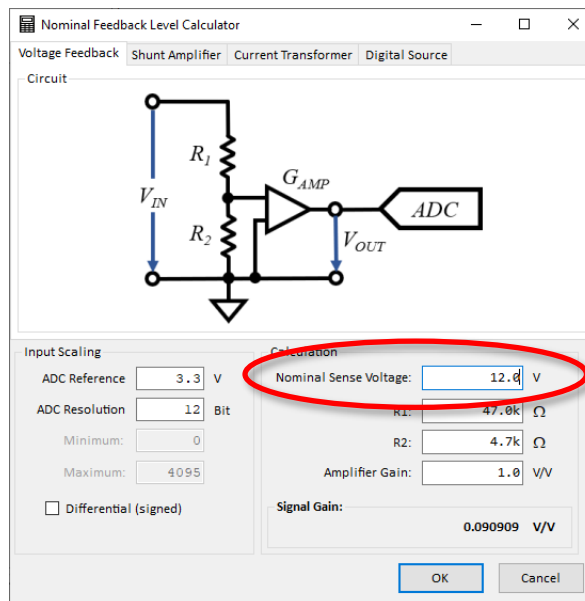 Nominal Feedback Level Calculator
Voltage Feedback Shunt Amplifier Current Transformer Digital Source
Circuit
R1
GAMP
VIN
ADC
R2
VOUT
Input Scaling
ADC Reference 3.3 V
ADC Resolution 12 Bit
Minimum: 0
Maximum: 4095
Differential (signed)
Calculation
Nominal Sense Voltage: 12.0 V
R1: 47.0k Ω
R2: 4.7k Ω
Amplifier Gain: 1.0 V/V
Signal Gain:
0.090909 V/V
OK Cancel